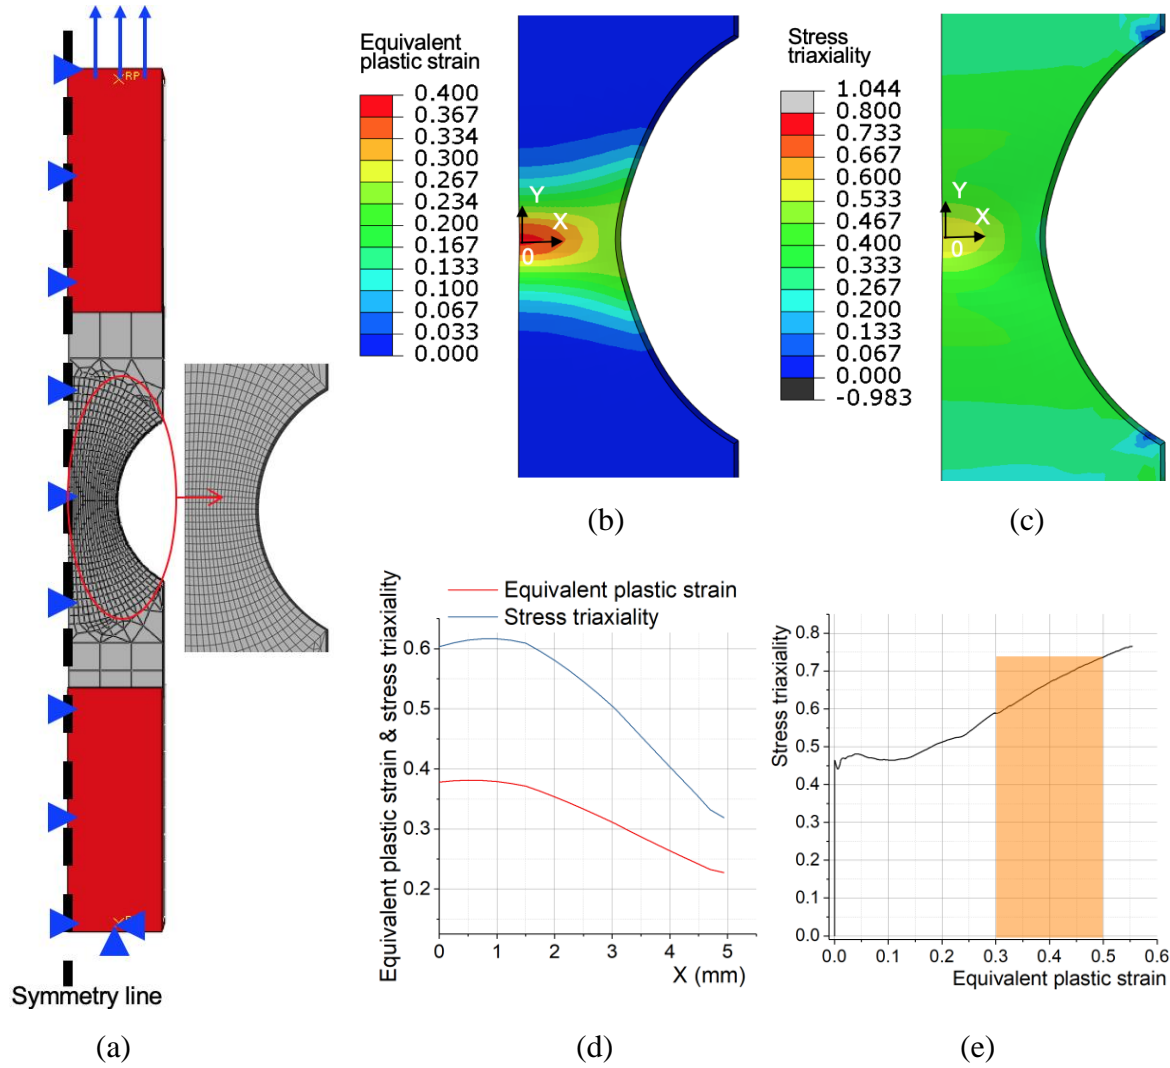 RP
Symmetry line
(a)
Equivalent
plastic strain
0.400
0.367
0.334
0.300
0.267
0.234
0.200
0.167
0.133
0.100
0.067
0.033
0.000
Y
X
0
(b)
Stress
triaxiality
1.044
0.800
0.733
0.667
0.600
0.533
0.467
0.400
0.333
0.267
0.200
0.133
0.067
0.000
-0.983
Y
X
0
(c)
Equivalent plastic strain
Stress triaxiality
Equivalent plastic strain & stress triaxiality
0.6
0.5
0.4
0.3
0.2
0
1
2
3
4
5
X (mm)
(d)
Stress triaxiality
0.8
0.7
0.6
0.5
0.4
0.3
0.2
0.1
0.0
0.0
0.1
0.2
0.3
0.4
0.5
0.6
Equivalent plastic strain
(e)